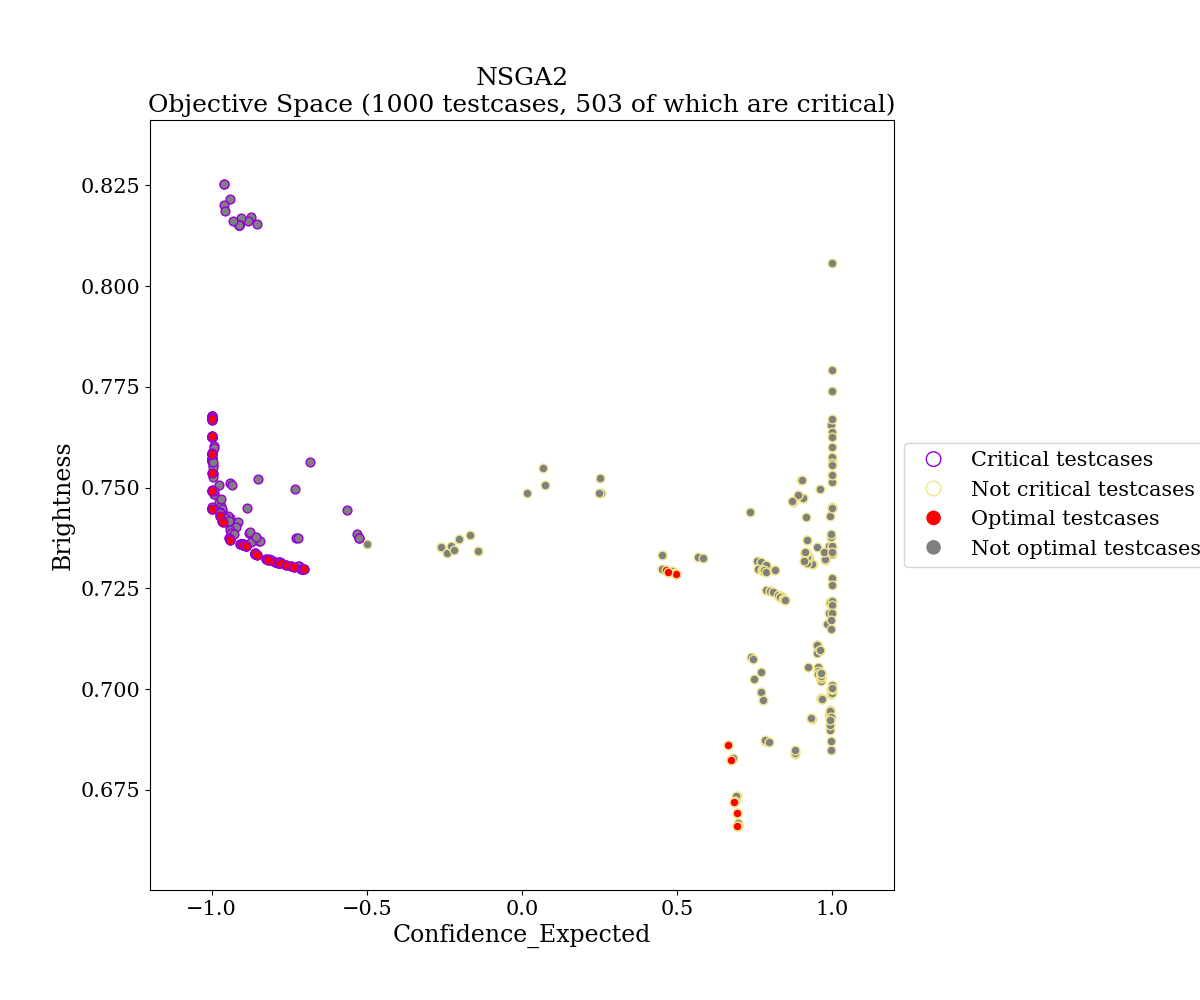 NSGA2
Objective Space (1000 testcases, 503 of which are critical)
0.825
0.800
0.775
0.750
0.725
0.700
0.675
Brightness
−1.0
−0.5
0.0
0.5
1.0
Confidence_Expected
Critical testcases
Not critical testcases
Optimal testcases
Not optimal testcases